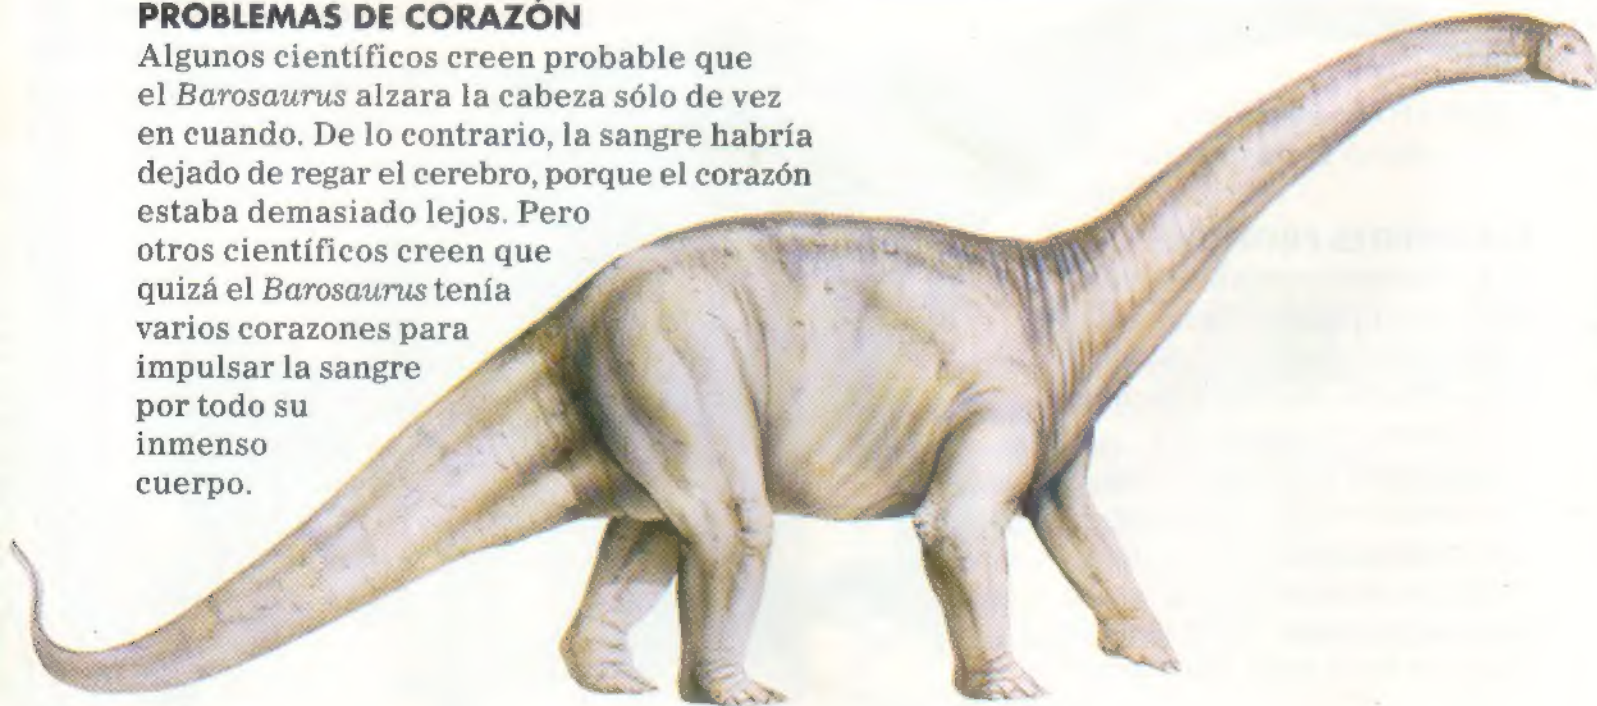 PROBLEMAS DE CORAZÓN
Algunos científicos creen probable que
el Barosaurus alzara la cabeza sólo de vez
en cuando. De lo contrario, la sangre habría
dejado de regar el cerebro, porque el corazón
estaba demasiado lejos. Pero
otros científicos creen que
quizá el Barosaurus tenía
varios corazones para
impulsar la sangre
por todo su
inmenso
cuerpo.